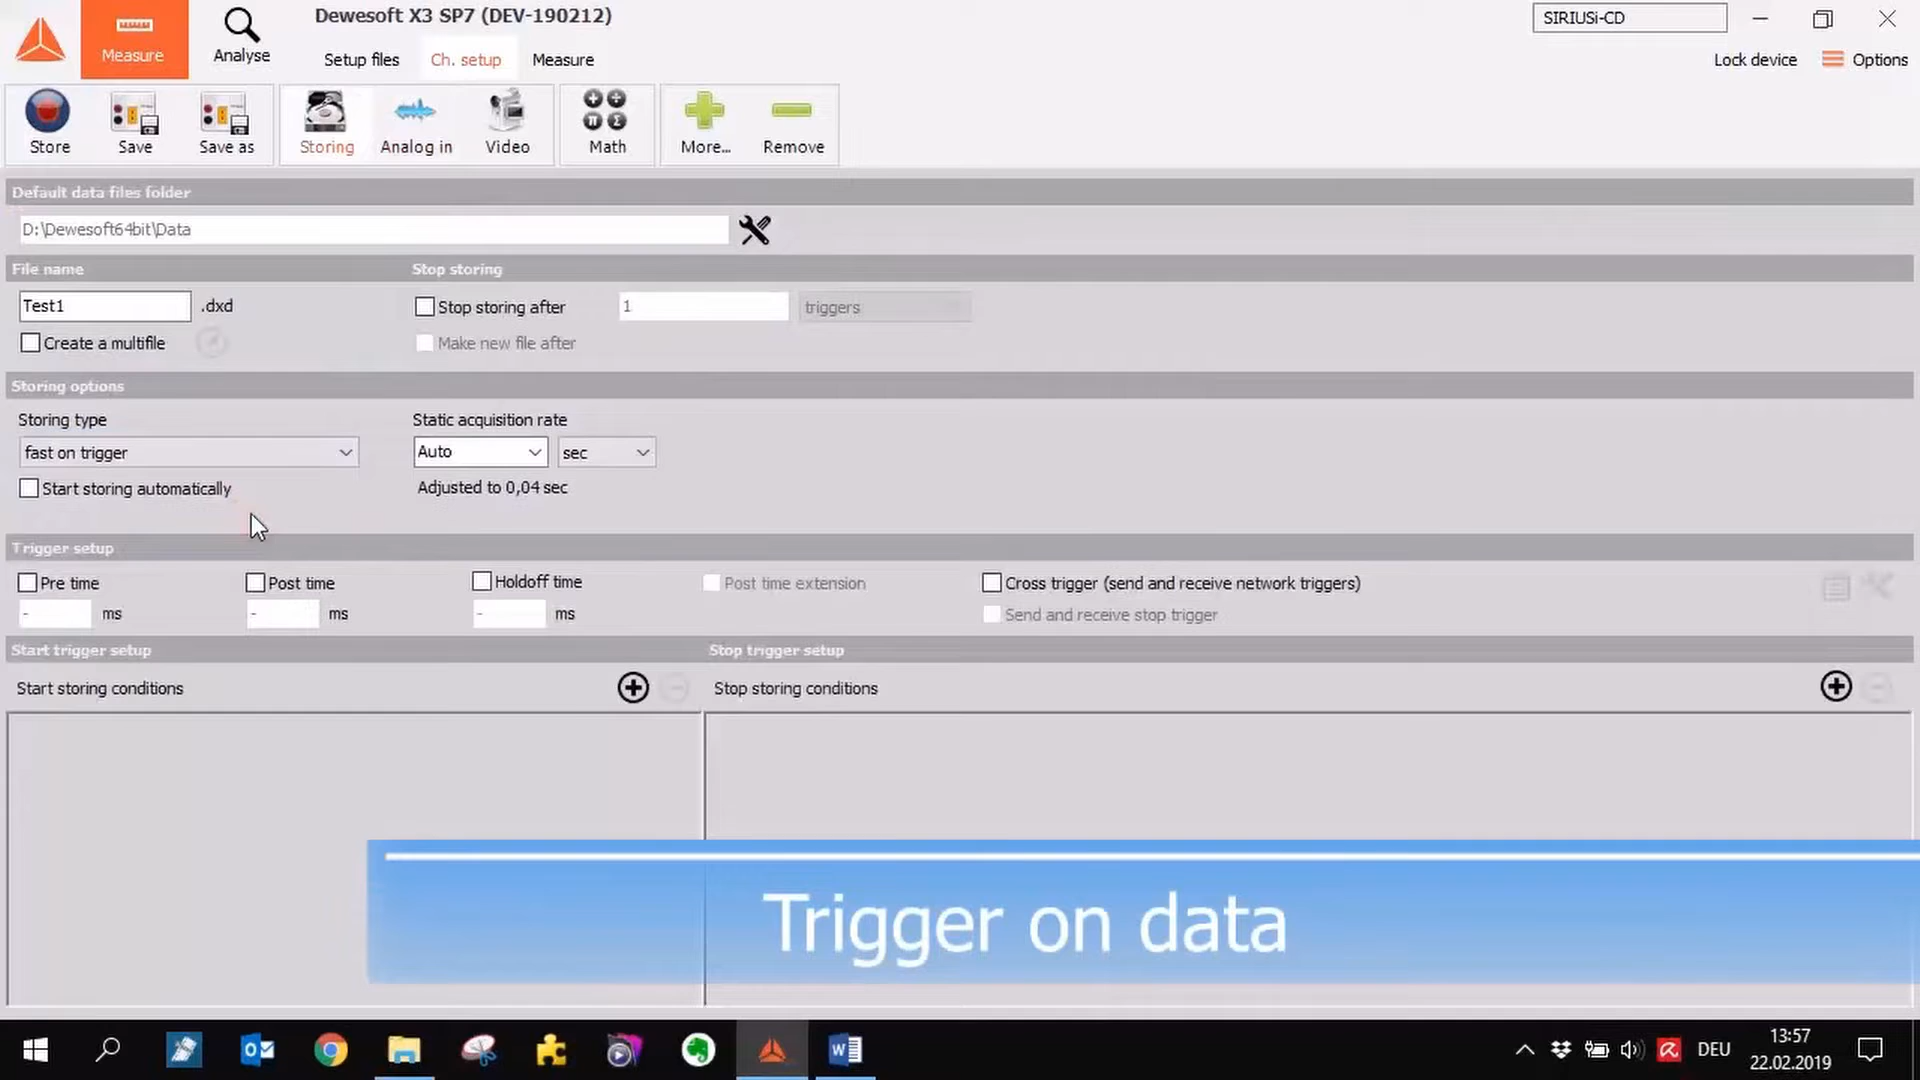 Dewesoft X3 SP7 (DEV-190212)
SIRIUSi-CD
Measure
Analyse
Setup files
Ch. setup
Measure
Lock device
Options
Store
Save
Save as
Storing
Analog in
Video
Math
More...
Remove
Default data files folder
D:\Dewesoft64bit\Data
File name
Stop storing
Test1
.dxd
Stop storing after
1
triggers
Create a multifile
Make new file after
Storing options
Storing type
Static acquisition rate
fast on trigger
Auto
sec
Start storing automatically
Adjusted to 0,04 sec
Trigger setup
Pre time
Post time
Holdoff time
Post time extension
Cross trigger (send and receive network triggers)
- ms
- ms
- ms
Send and receive stop trigger
Start trigger setup
Stop trigger setup
Start storing conditions
Stop storing conditions
Trigger on data
DEU
13:57
22.02.2019